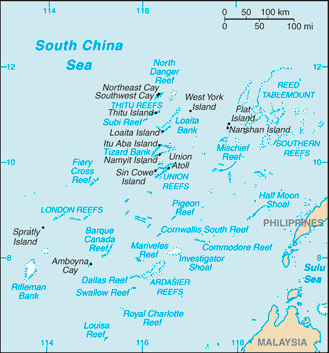 114
116
118
0
50
100 km
0
50
100 mi
South China
Sea
12
12
North
Danger
Reef
Northeast Cay
Southwest Cay
THITU REEFS
Thitu Island
Subi Reef
West York
Island
REED
TABLEMOUNT
Flat
Island
Nanshan Island
Loaita Island
Loaita
Bank
Itu Aba Island
Tizard Bank
Namyit Island
SOUTHERN
REEFS
Mischief
Reef
10
10
Fiery
Cross
Reef
Union
Atoll
Sin Cowe
Island
UNION
REEFS
Half Moon
Shoal
Pigeon
Reef
LONDON REEFS
PHILIPPINES
Spratly
Island
Barque
Canada
Reef
Cornwallis South Reef
Mariveles
Reef
Commodore Reef
Investigator
Shoal
8
8
Amboyna
Cay
Sulu
Sea
Rifleman
Bank
Dallas Reef
ARDASIER
REEFS
Swallow Reef
Royal Charlotte
Reef
Louisa
Reef
MALAYSIA
114
116
118